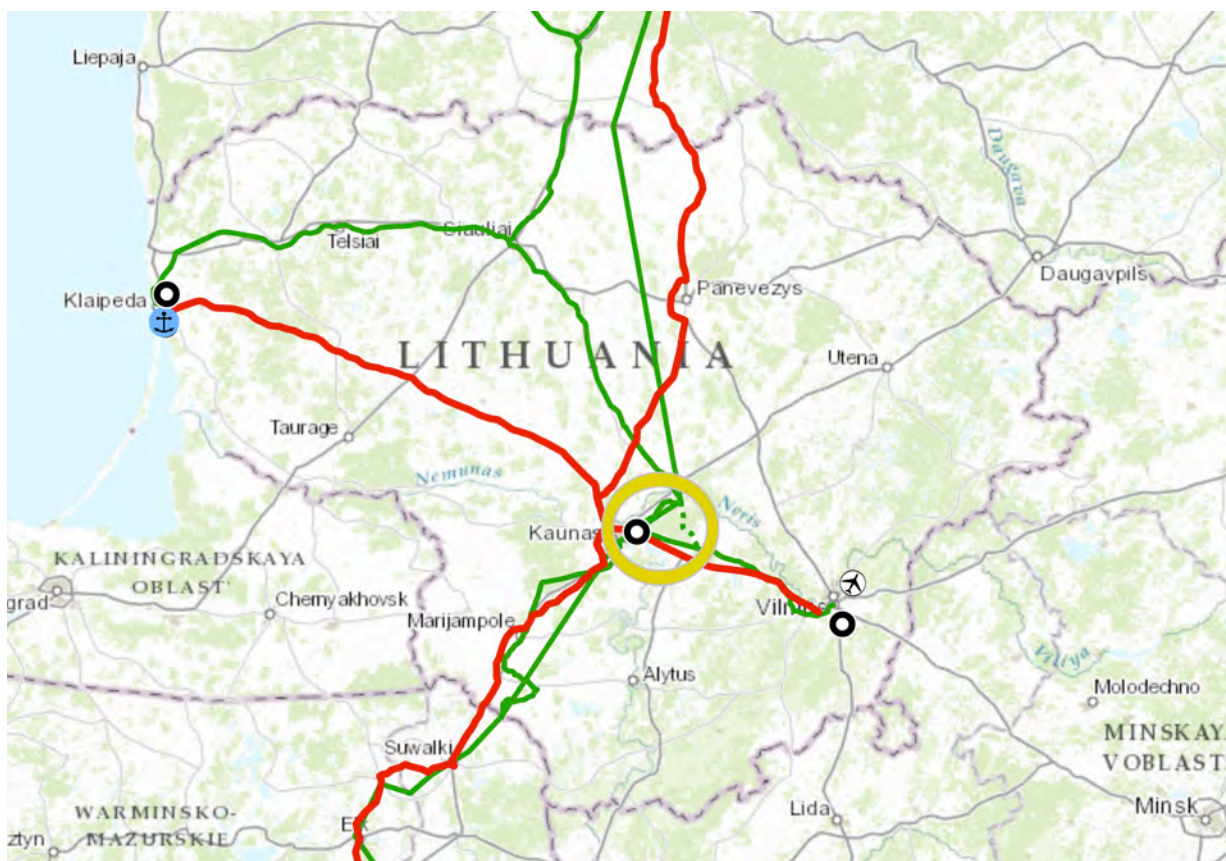 Liepaja
Daugava
Telsiai
Siauliai
Daugavpils
Klaipeda
Panevezys
LITHUANIA
Utena
Taurage
Nemunas
Neris
Kaunas
KALININGRADSKAYA
OBLAST'
grad
Chernyakhovsk
Vilnius
Marijampole
Viliya
Alytus
Molodechno
MINSKAYA
VOBLAST
Suwalki
WARMINSKO-
MAZURSKIE
Lida
Minsk
ztyn